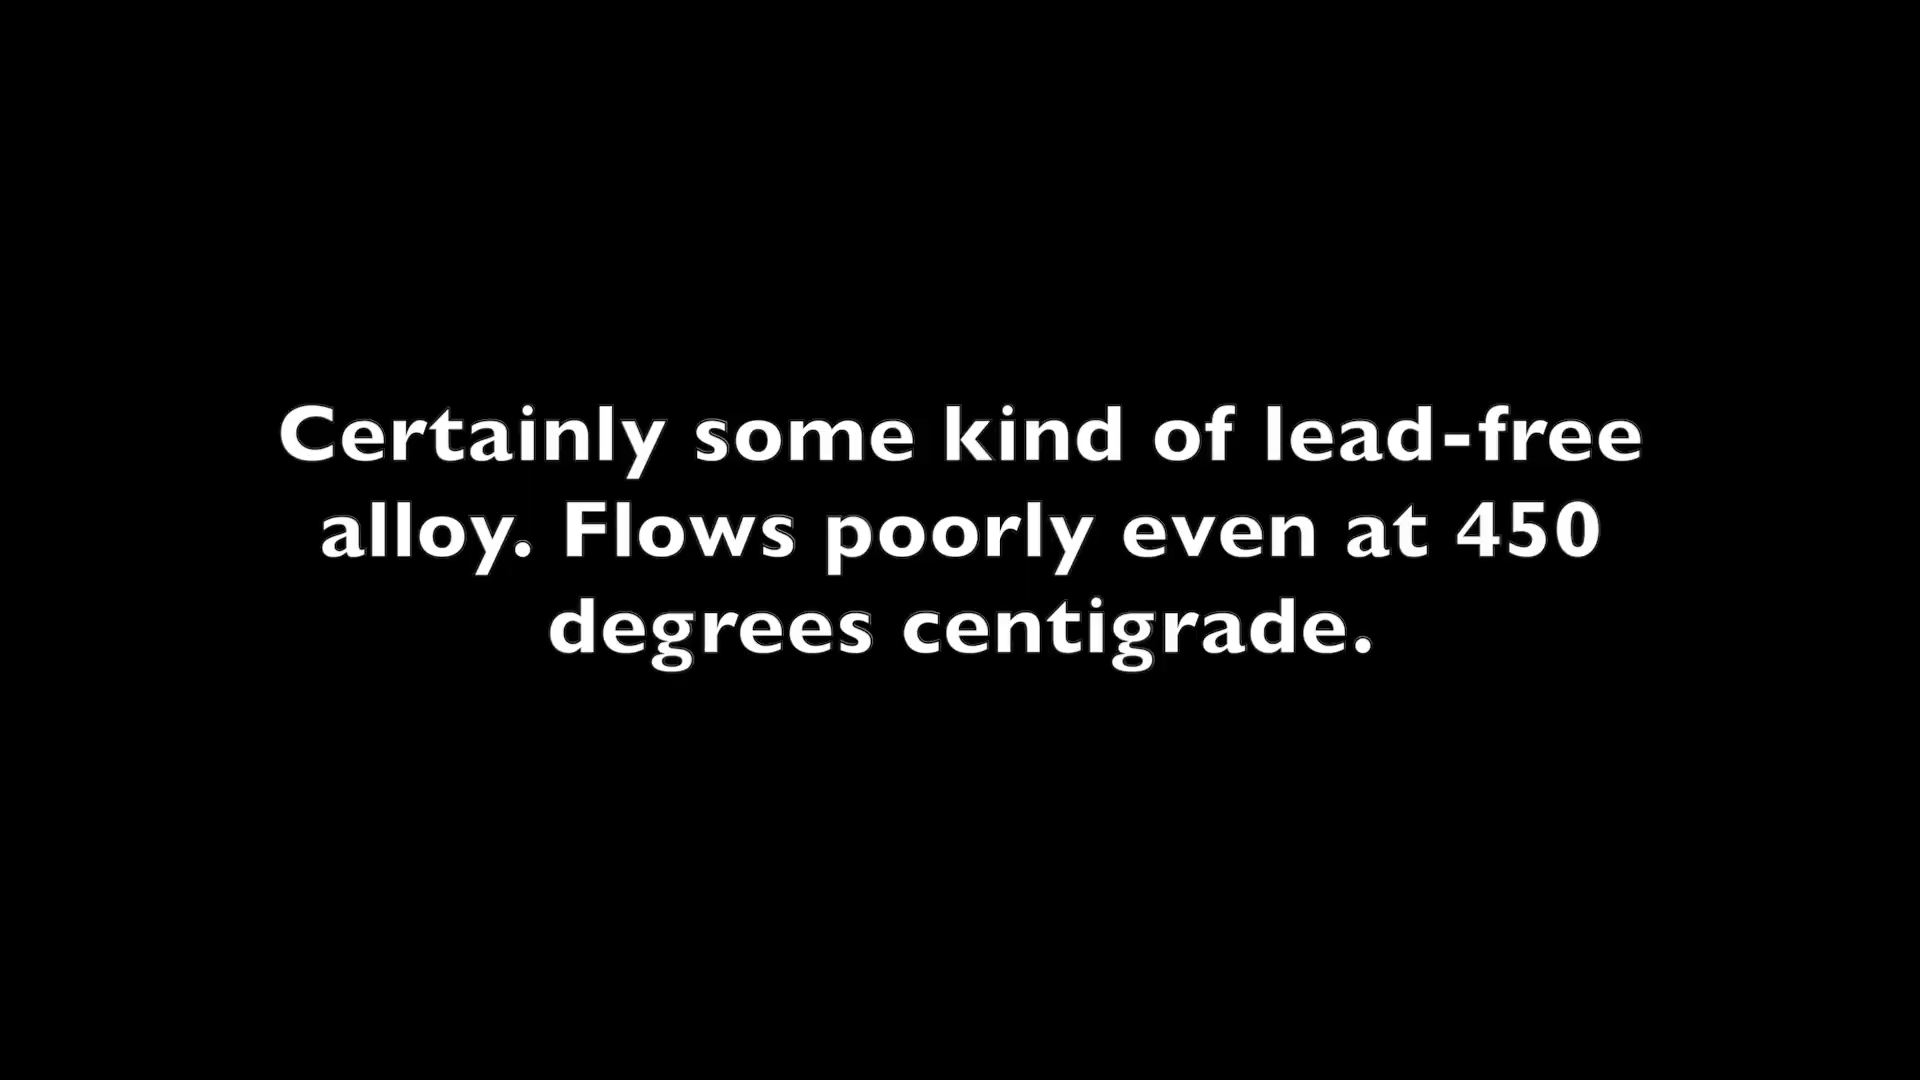 Certainly some kind of lead-free
alloy. Flows poorly even at 450
degrees centigrade.